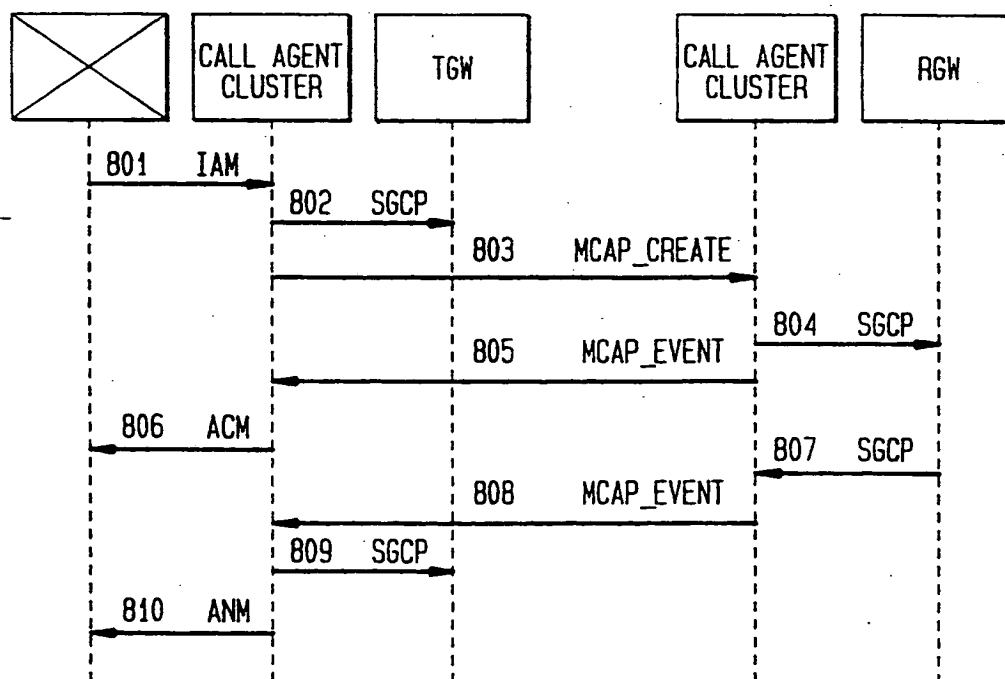 CALL AGENT
CLUSTER
TGW
CALL AGENT
CLUSTER
RGW
801 IAM
802 SGCP
803 MCAP_CREATE
804 SGCP
805 MCAP_EVENT
806 ACM
807 SGCP
808 MCAP_EVENT
809 SGCP
810 ANM